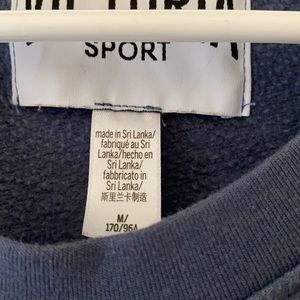 VICTORIA
SPORT
made in Sri Lanka/
fabriqué au Sri
Lanka/hecho en
Sri Lanka/
fabbricato in
Sri Lanka/
斯里兰卡制造
M/
170/96A